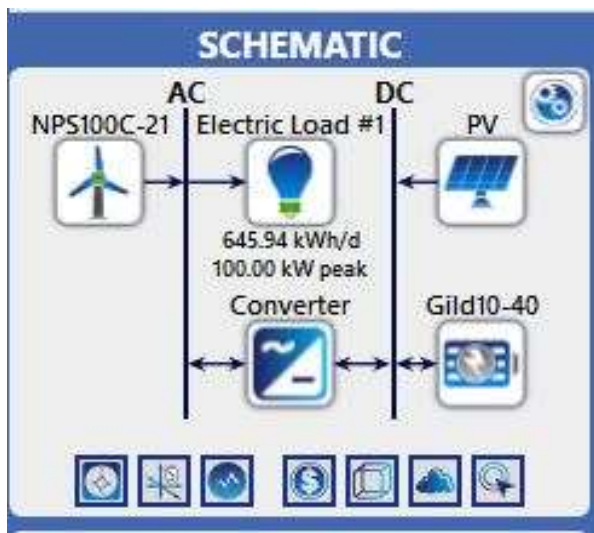 SCHEMATIC
AC DC
NPS100C-21 Electric Load #1 PV
645.94 kWh/d
100.00 kW peak
Converter Gild10-40